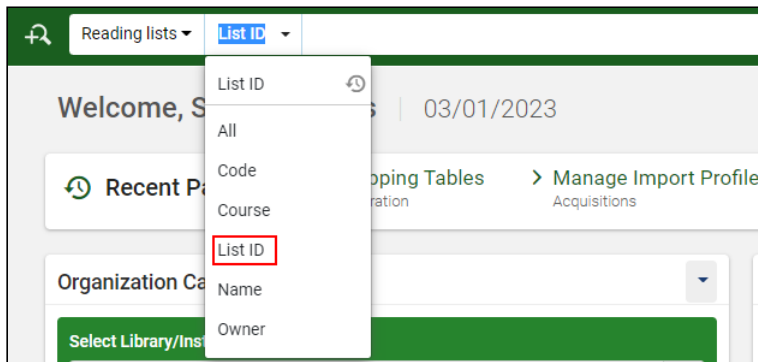 Reading lists List ID
List ID
Welcome, S 03/01/2023
All
Code
Recent Pa pping Tables Manage Import Profile
ration Acquisitions
Course
List ID
Organization Ca
Name
Owner
Select Library/Inst